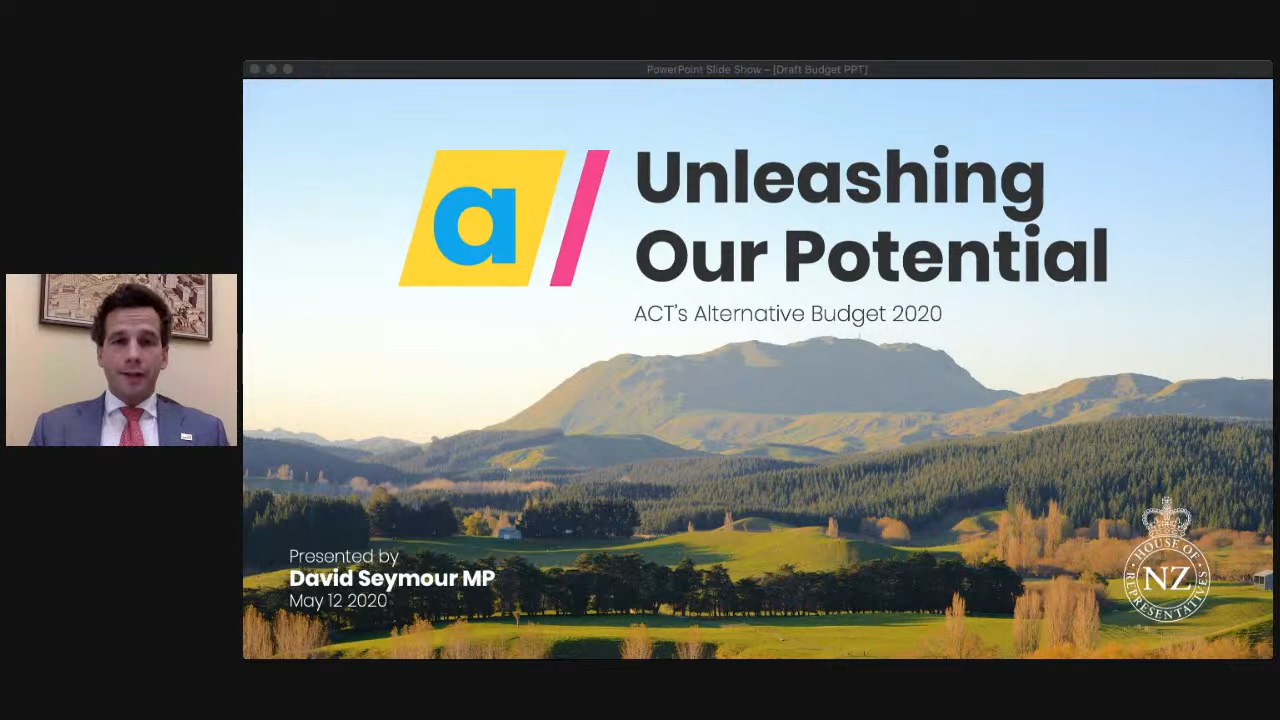 PowerPoint Slide Show – [Draft Budget PPT]
a
Unleashing
Our Potential
ACT's Alternative Budget 2020
Presented by
David Seymour MP
May 12 2020
HOUSE OF
NZ
REPRESENTATIVES